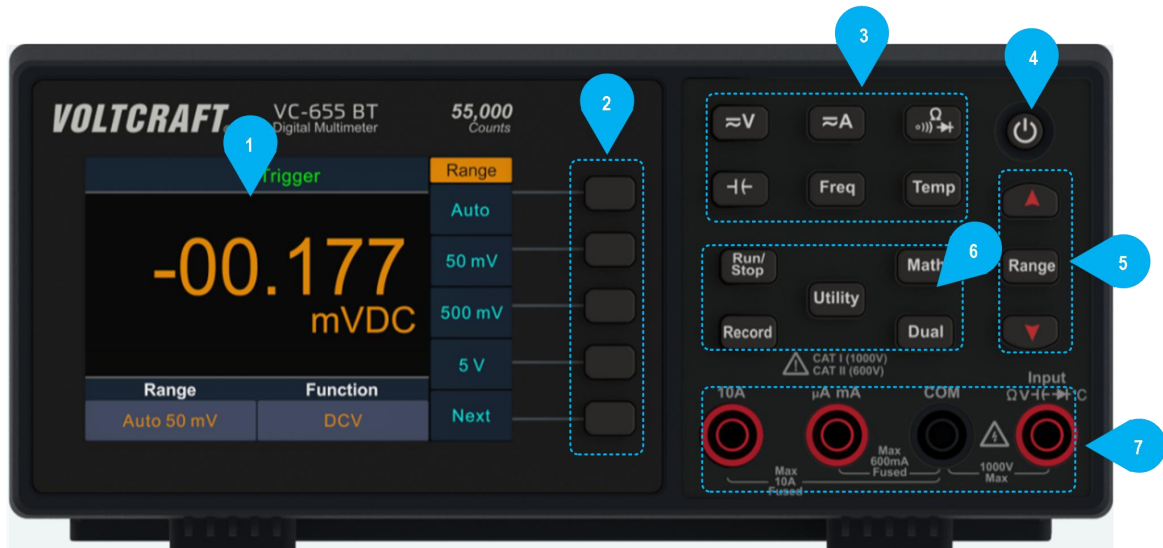 VOLTCRAFT
VC-655 BT
Digital Multimeter
55,000
Counts
1
2
3
4
5
6
7
Trigger
-00.177
mVDC
Range
Function
Auto 50 mV
DCV
Range
Auto
50 mV
500 mV
5 V
Next
≂V
≂A
Ω
Freq
Temp
Run/
Stop
Math
Utility
Record
Dual
Range
CAT I (1000V)
CAT II (600V)
10A
µA mA
COM
Input
Ω V °C
Max
10A
Fused
Max
600mA
Fused
1000V
Max